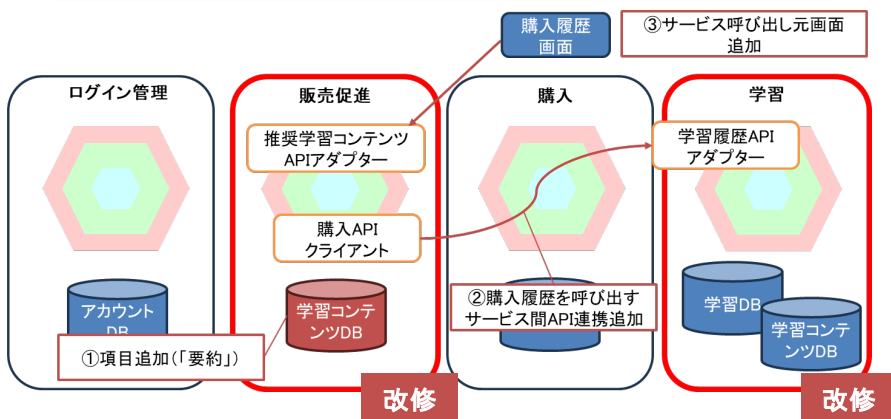 購入履歴
画面
③サービス呼び出し元画面
追加
ログイン管理
販売促進
購入
学習
推奨学習コンテンツ
APIアダプター
学習履歴API
アダプター
購入API
クライアント
アカウント
DB
学習コンテ
ンツDB
②購入履歴を呼び出す
サービス間API連携追加
学習DB
学習コンテ
ンツDB
①項目追加(「要約」)
改修
改修